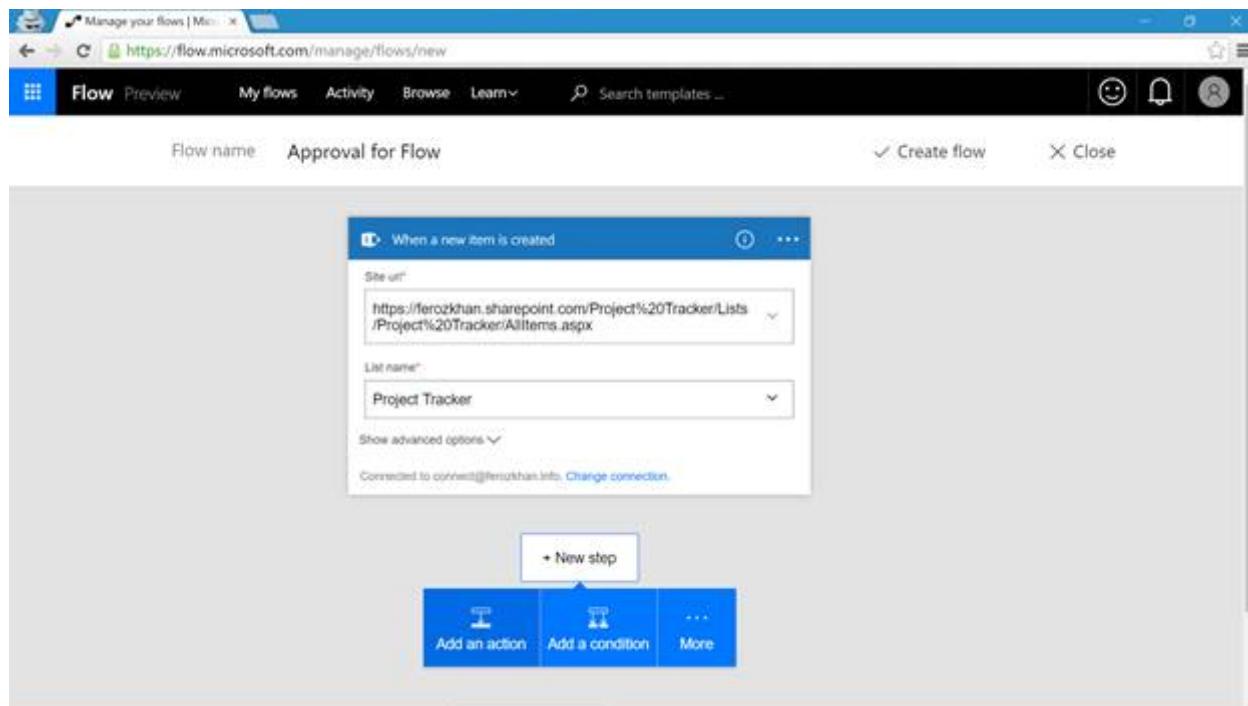 Manage your flows | Mic
https://flow.microsoft.com/manage/flows/new
Flow Preview My flows Activity Browse Learn Search templates ...
Flow name Approval for Flow Create flow Close
When a new item is created
Site url*
https://ferozkhan.sharepoint.com/Project%20Tracker/Lists
/Project%20Tracker/AllItems.aspx
List name*
Project Tracker
Show advanced options
Connected to connect@ferozkhan.info. Change connection.
+ New step
Add an action Add a condition More